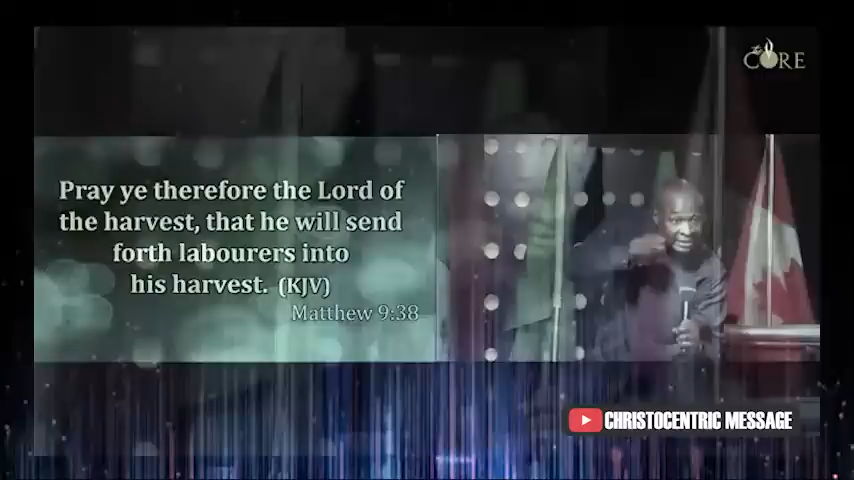 the
CORE
Pray ye therefore the Lord of
the harvest, that he will send
forth labourers into
his harvest. (KJV)
Matthew 9:38
CHRISTOCENTRIC MESSAGE